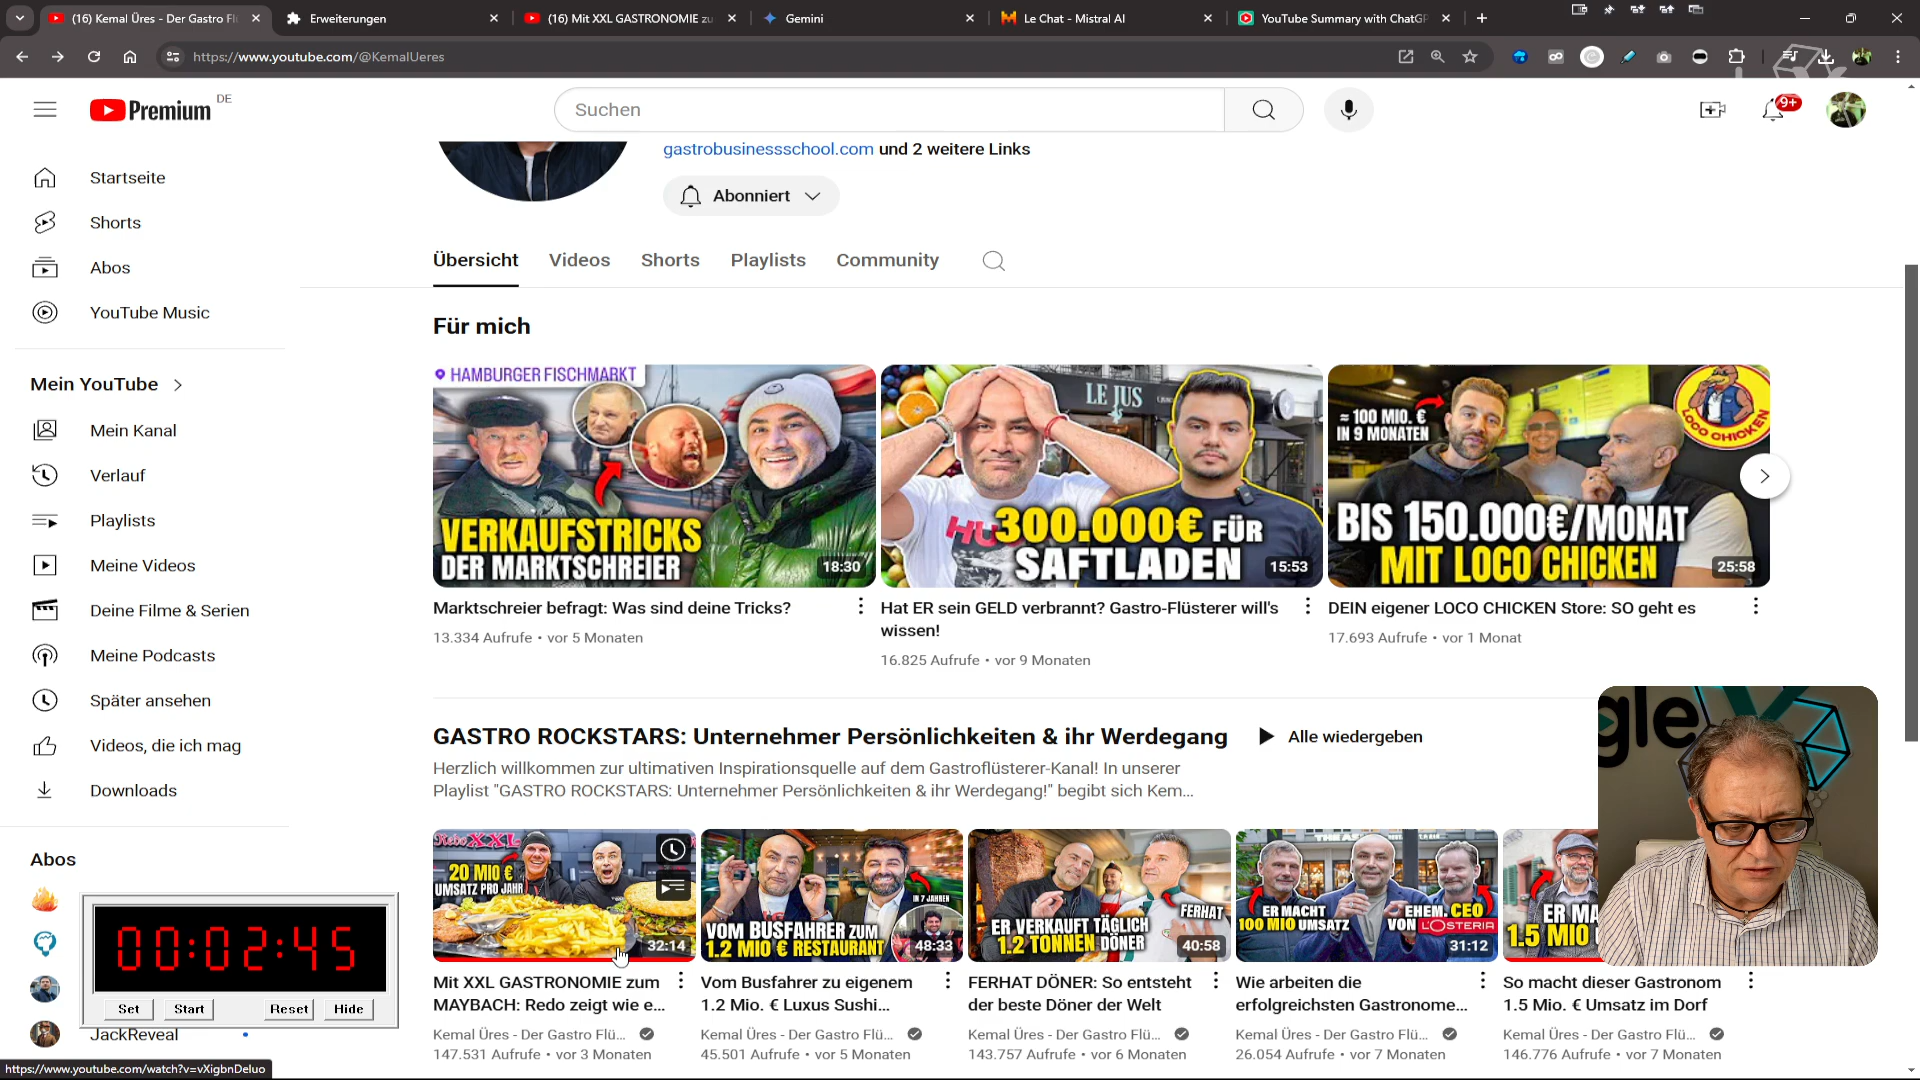 (16) Kemal Üres - Der Gastro Fl
Erweiterungen
(16) Mit XXL GASTRONOMIE zu
Gemini
Le Chat - Mistral AI
YouTube Summary with ChatGP
https://www.youtube.com/@KemalUeres
Premium
DE
Suchen
9+
gastrobusinessschool.com und 2 weitere Links
Abonniert
Startseite
Shorts
Abos
YouTube Music
Mein YouTube
Mein Kanal
Verlauf
Playlists
Meine Videos
Deine Filme & Serien
Meine Podcasts
Später ansehen
Videos, die ich mag
Downloads
Abos
JackReveal
Übersicht
Videos
Shorts
Playlists
Community
Für mich
HAMBURGER FISCHMARKT
VERKAUFSTRICKS
DER MARKTSCHREIER
18:30
LE JUS
300.000€ FÜR
SAFTLADEN
15:53
≈ 100 MIO. €
IN 9 MONATEN
LOCO CHICKEN
BIS 150.000€/MONAT
MIT LOCO CHICKEN
25:58
Marktschreier befragt: Was sind deine Tricks?
13.334 Aufrufe • vor 5 Monaten
Hat ER sein GELD verbrannt? Gastro-Flüsterer will's
wissen!
16.825 Aufrufe • vor 9 Monaten
DEIN eigener LOCO CHICKEN Store: SO geht es
17.693 Aufrufe • vor 1 Monat
GASTRO ROCKSTARS: Unternehmer Persönlichkeiten & ihr Werdegang
Alle wiedergeben
Herzlich willkommen zur ultimativen Inspirationsquelle auf dem Gastroflüsterer-Kanal! In unserer
Playlist "GASTRO ROCKSTARS: Unternehmer Persönlichkeiten & ihr Werdegang!" begibt sich Kem...
XXL
20 MIO €
UMSATZ PRO JAHR
32:14
IN 7 JAHREN
VOM BUSFAHRER ZUM
1.2 MIO € RESTAURANT
48:33
FERHAT
ER VERKAUFT TÄGLICH
1.2 TONNEN DÖNER
40:58
ER MACHT
100 MIO UMSATZ
EHEM. CEO
VON L'OSTERIA
31:12
ER MA
1.5 MIO
gle
Mit XXL GASTRONOMIE zum
MAYBACH: Redo zeigt wie e...
Kemal Üres - Der Gastro Flü...
147.531 Aufrufe • vor 3 Monaten
Vom Busfahrer zu eigenem
1.2 Mio. € Luxus Sushi...
Kemal Üres - Der Gastro Flü...
45.501 Aufrufe • vor 5 Monaten
FERHAT DÖNER: So entsteht
der beste Döner der Welt
Kemal Üres - Der Gastro Flü...
143.757 Aufrufe • vor 6 Monaten
Wie arbeiten die
erfolgreichsten Gastronome...
Kemal Üres - Der Gastro Flü...
26.054 Aufrufe • vor 7 Monaten
So macht dieser Gastronom
1.5 Mio. € Umsatz im Dorf
Kemal Üres - Der Gastro Flü...
146.776 Aufrufe • vor 7 Monaten
00:02:45
Set
Start
Reset
Hide
https://www.youtube.com/watch?v=vXigbnDeluo